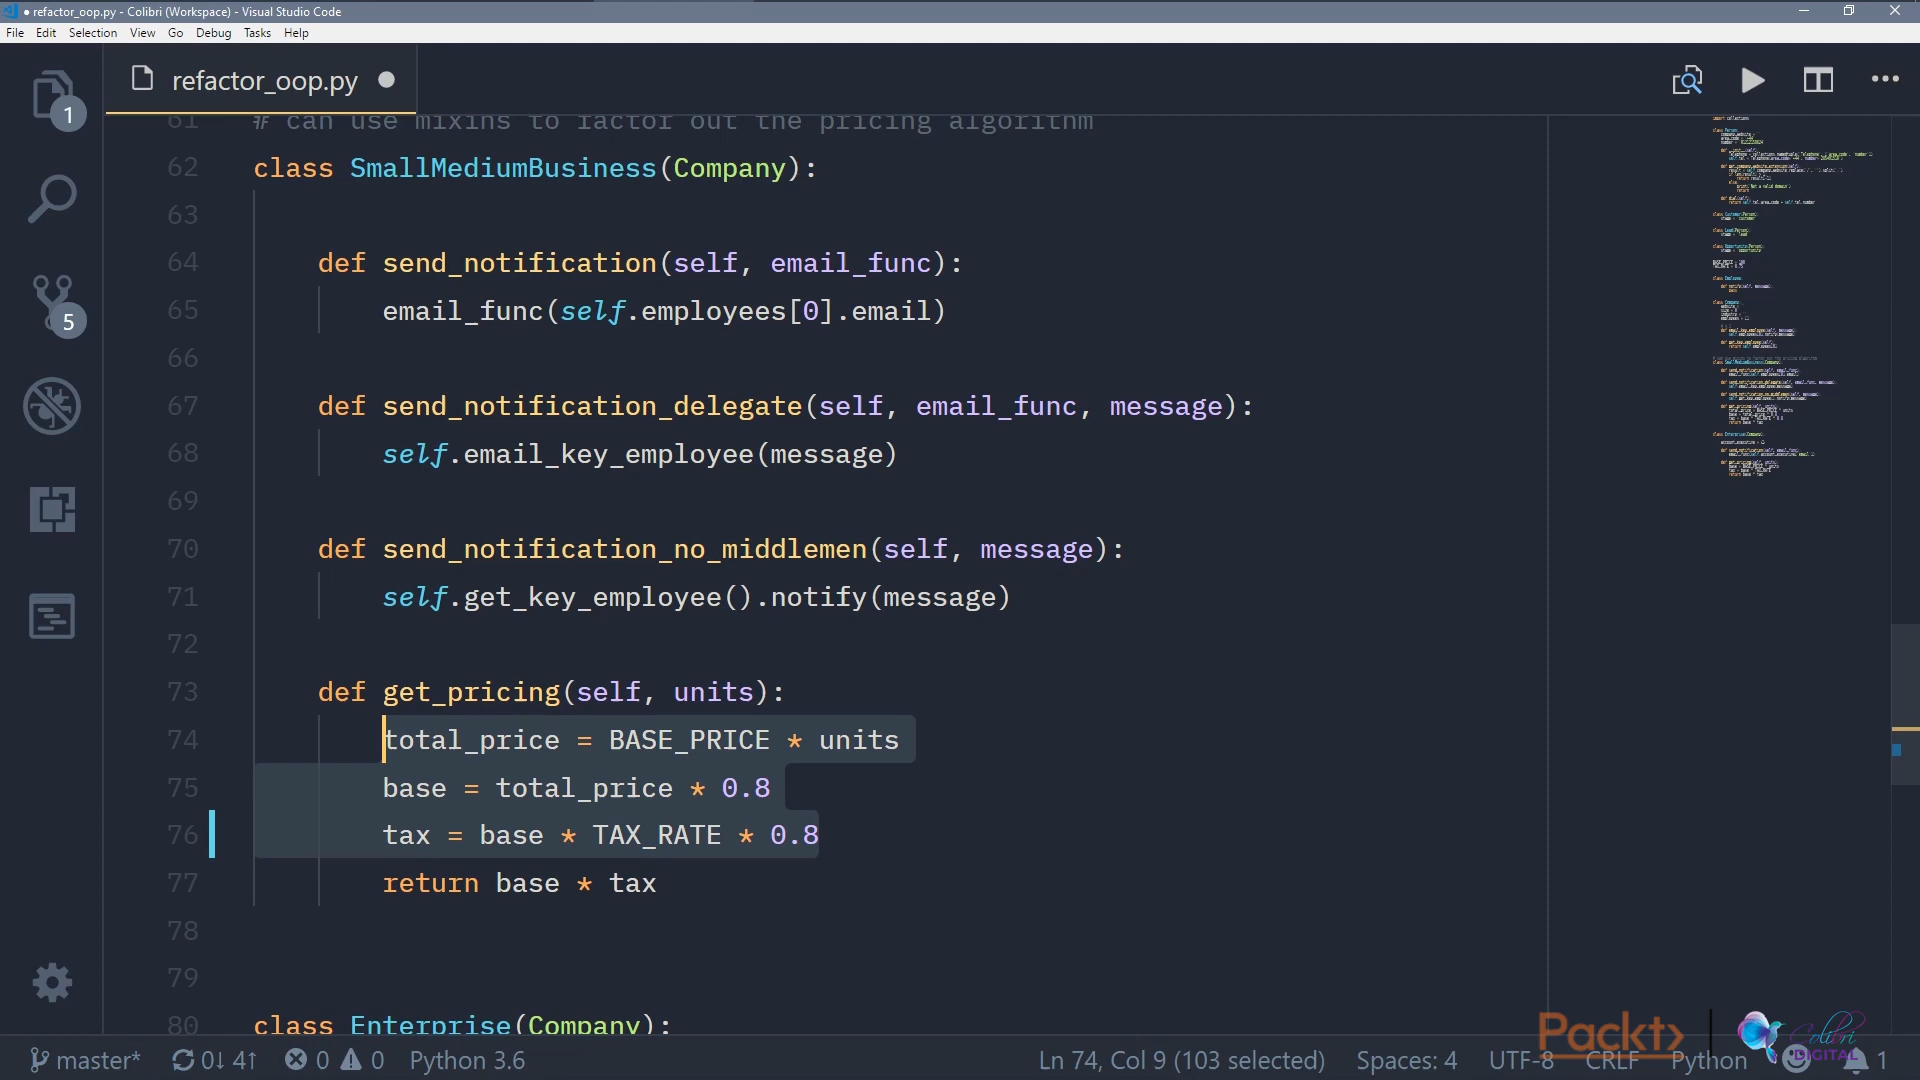 ● refactor_oop.py - Colibri (Workspace) - Visual Studio Code
File Edit Selection View Go Debug Tasks Help
refactor_oop.py ●
1
5
61 # can use mixins to factor out the pricing algorithm
62 class SmallMediumBusiness(Company):
63
64 def send_notification(self, email_func):
65 email_func(self.employees[0].email)
66
67 def send_notification_delegate(self, email_func, message):
68 self.email_key_employee(message)
69
70 def send_notification_no_middlemen(self, message):
71 self.get_key_employee().notify(message)
72
73 def get_pricing(self, units):
74 total_price = BASE_PRICE * units
75 base = total_price * 0.8
76 tax = base * TAX_RATE * 0.8
77 return base * tax
78
79
80 class Enterprise(Company):
Packt> Colibri DIGITAL
master* 0↓ 4↑ 0 0 Python 3.6 Ln 74, Col 9 (103 selected) Spaces: 4 UTF-8 CRLF Python 1